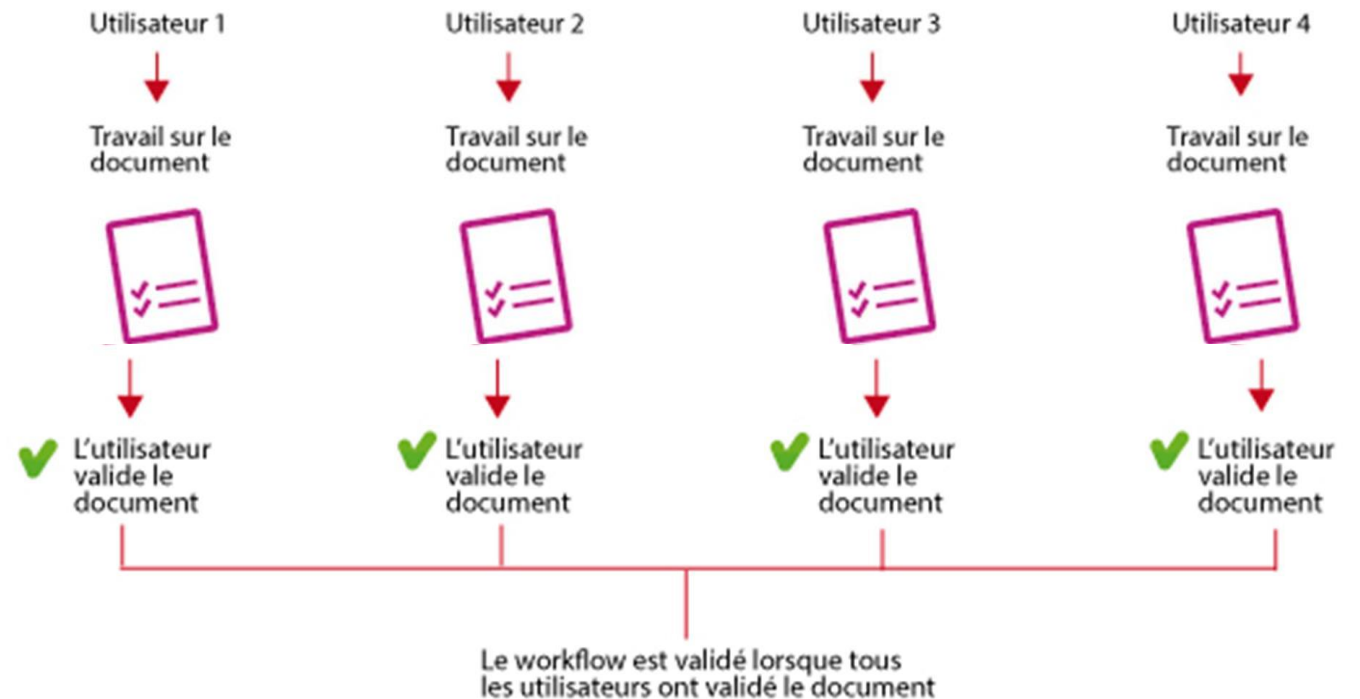 Utilisateur 1
Utilisateur 2
Utilisateur 3
Utilisateur 4
Travail sur le
document
Travail sur le
document
Travail sur le
document
Travail sur le
document
L'utilisateur
valide le
document
L'utilisateur
valide le
document
L'utilisateur
valide le
document
L'utilisateur
valide le
document
Le workflow est validé lorsque tous
les utilisateurs ont validé le document